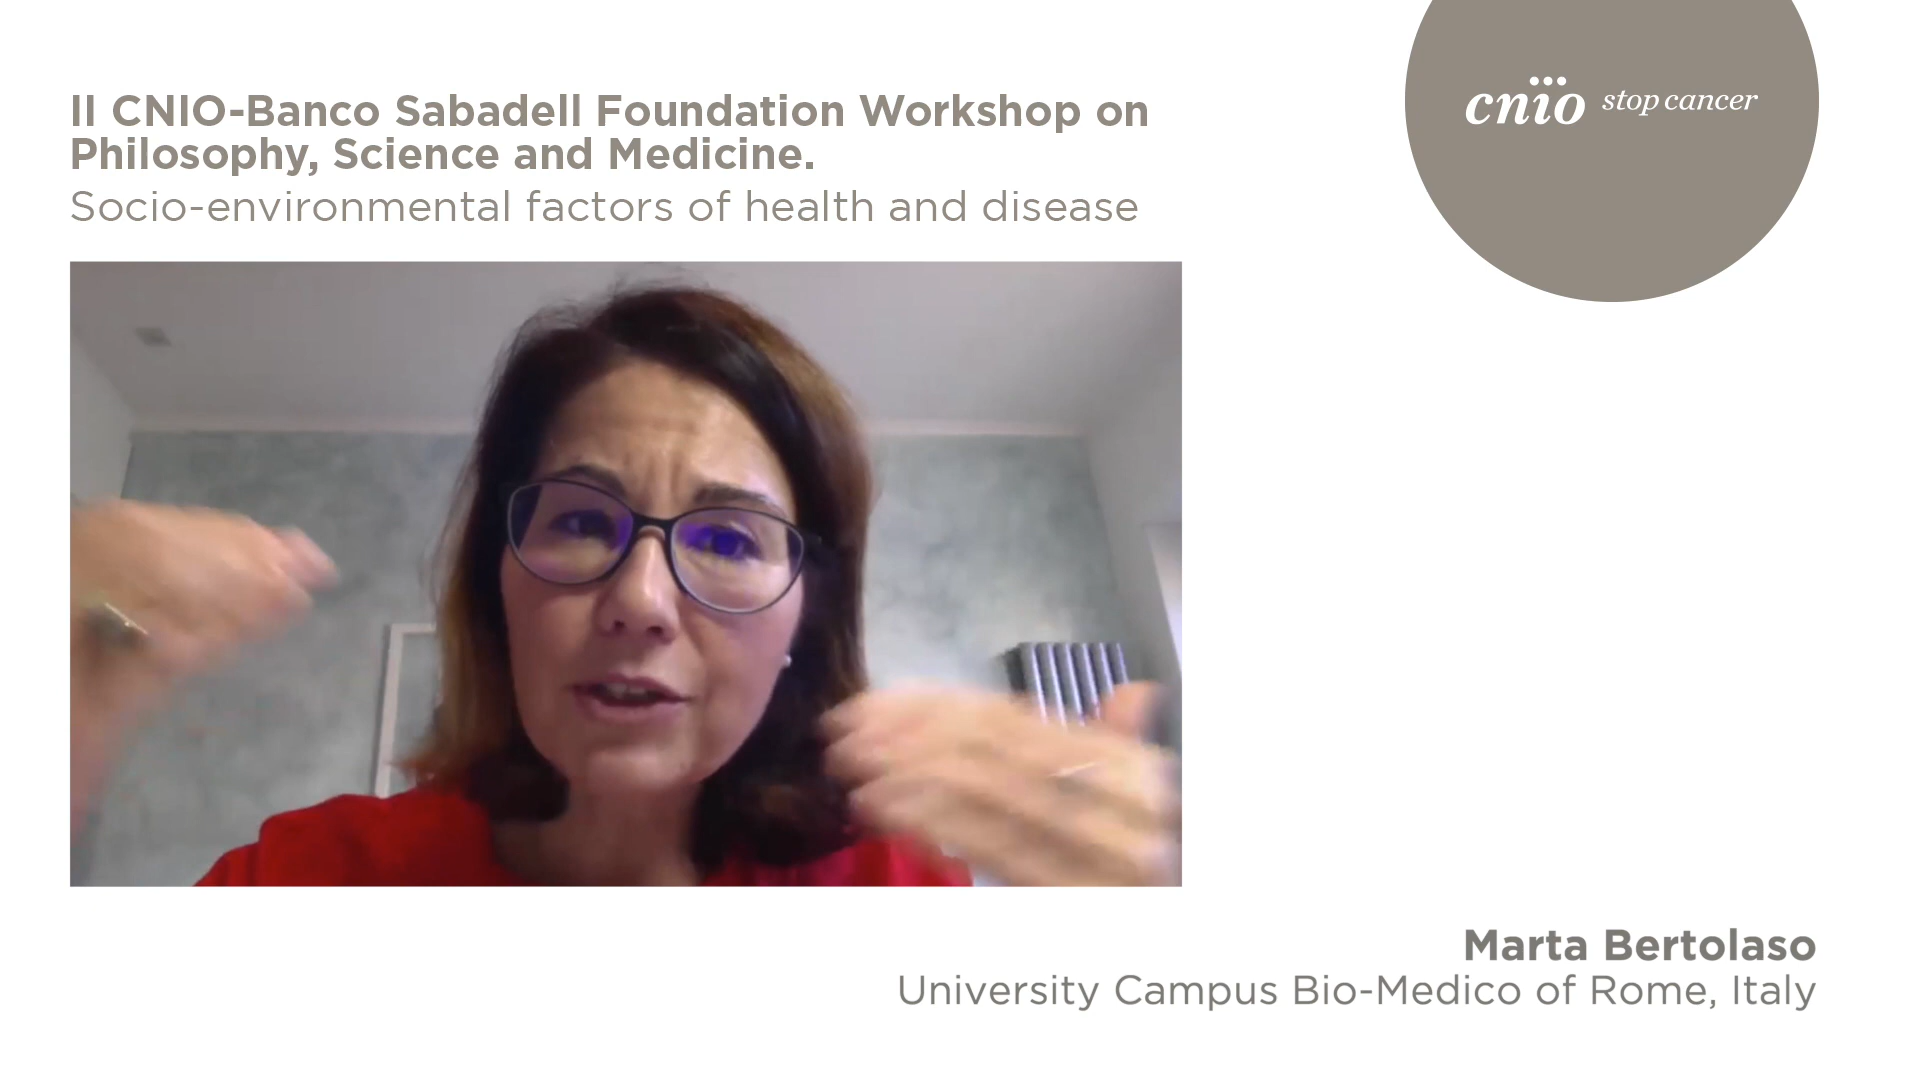 II CNIO-Banco Sabadell Foundation Workshop on
Philosophy, Science and Medicine.
Socio-environmental factors of health and disease
cnio stop cancer
Marta Bertolaso
University Campus Bio-Medico of Rome, Italy